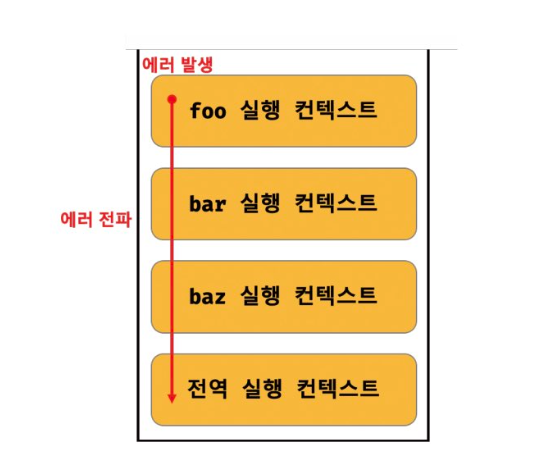 에러 발생
foo 실행 컨텍스트
bar 실행 컨텍스트
에러 전파
baz 실행 컨텍스트
전역 실행 컨텍스트